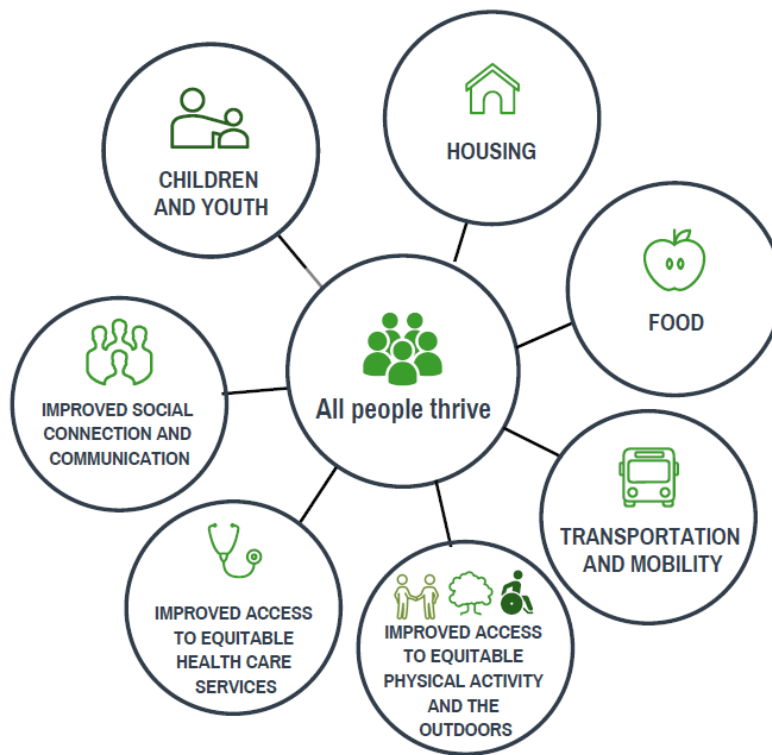 CHILDREN
AND YOUTH
HOUSING
FOOD
All people thrive
IMPROVED SOCIAL
CONNECTION AND
COMMUNICATION
TRANSPORTATION
AND MOBILITY
IMPROVED ACCESS
TO EQUITABLE
HEALTH CARE
SERVICES
IMPROVED ACCESS
TO EQUITABLE
PHYSICAL ACTIVITY
AND THE
OUTDOORS